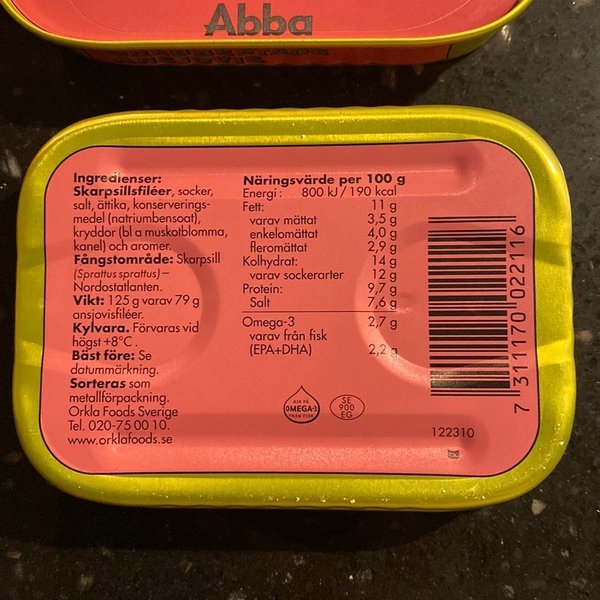 Abba
Ingredienser:
Skarpsillsfiléer, socker,
salt, ättika, konserverings-
medel (natriumbensoat),
kryddor (bl a muskotblomma,
kanel) och aromer.
Fångstområde: Skarpsill
(Sprattus sprattus) –
Nordostatlanten.
Vikt: 125 g varav 79 g
ansjovisfiléer.
Kylvara. Förvaras vid
högst +8°C.
Bäst före: Se
datummärkning.
Sorteras som
metallförpackning.
Orkla Foods Sverige
Tel. 020-75 00 10.
www.orklafoods.se
Näringsvärde per 100 g
Energi: 800 kJ/190 kcal
Fett: 11 g
varav mättat 3,5 g
enkelomättat 4,0 g
fleromättat 2,9 g
Kolhydrat: 14 g
varav sockerarter 12 g
Protein: 9,7 g
Salt 7,6 g
Omega-3 2,7 g
varav från fisk
(EPA+DHA) 2,2 g
RIK PÅ
OMEGA-3
FRÅN FISK
SE
900
EG
7 311170 022116
122310